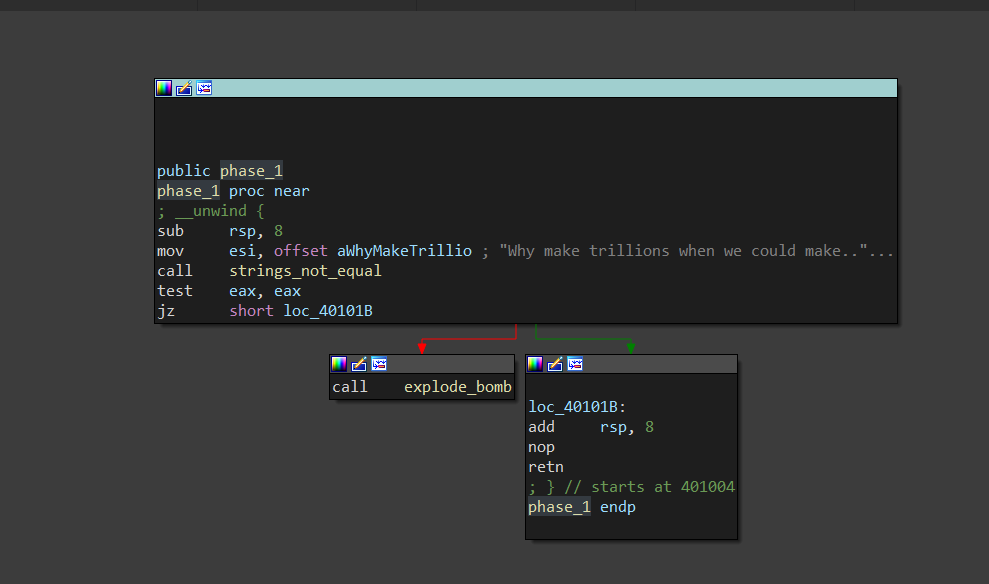 public phase_1
phase_1 proc near
; __unwind {
sub rsp, 8
mov esi, offset aWhyMakeTrillio ; "Why make trillions when we could make.."...
call strings_not_equal
test eax, eax
jz short loc_40101B
call explode_bomb
loc_40101B:
add rsp, 8
nop
retn
; } // starts at 401004
phase_1 endp